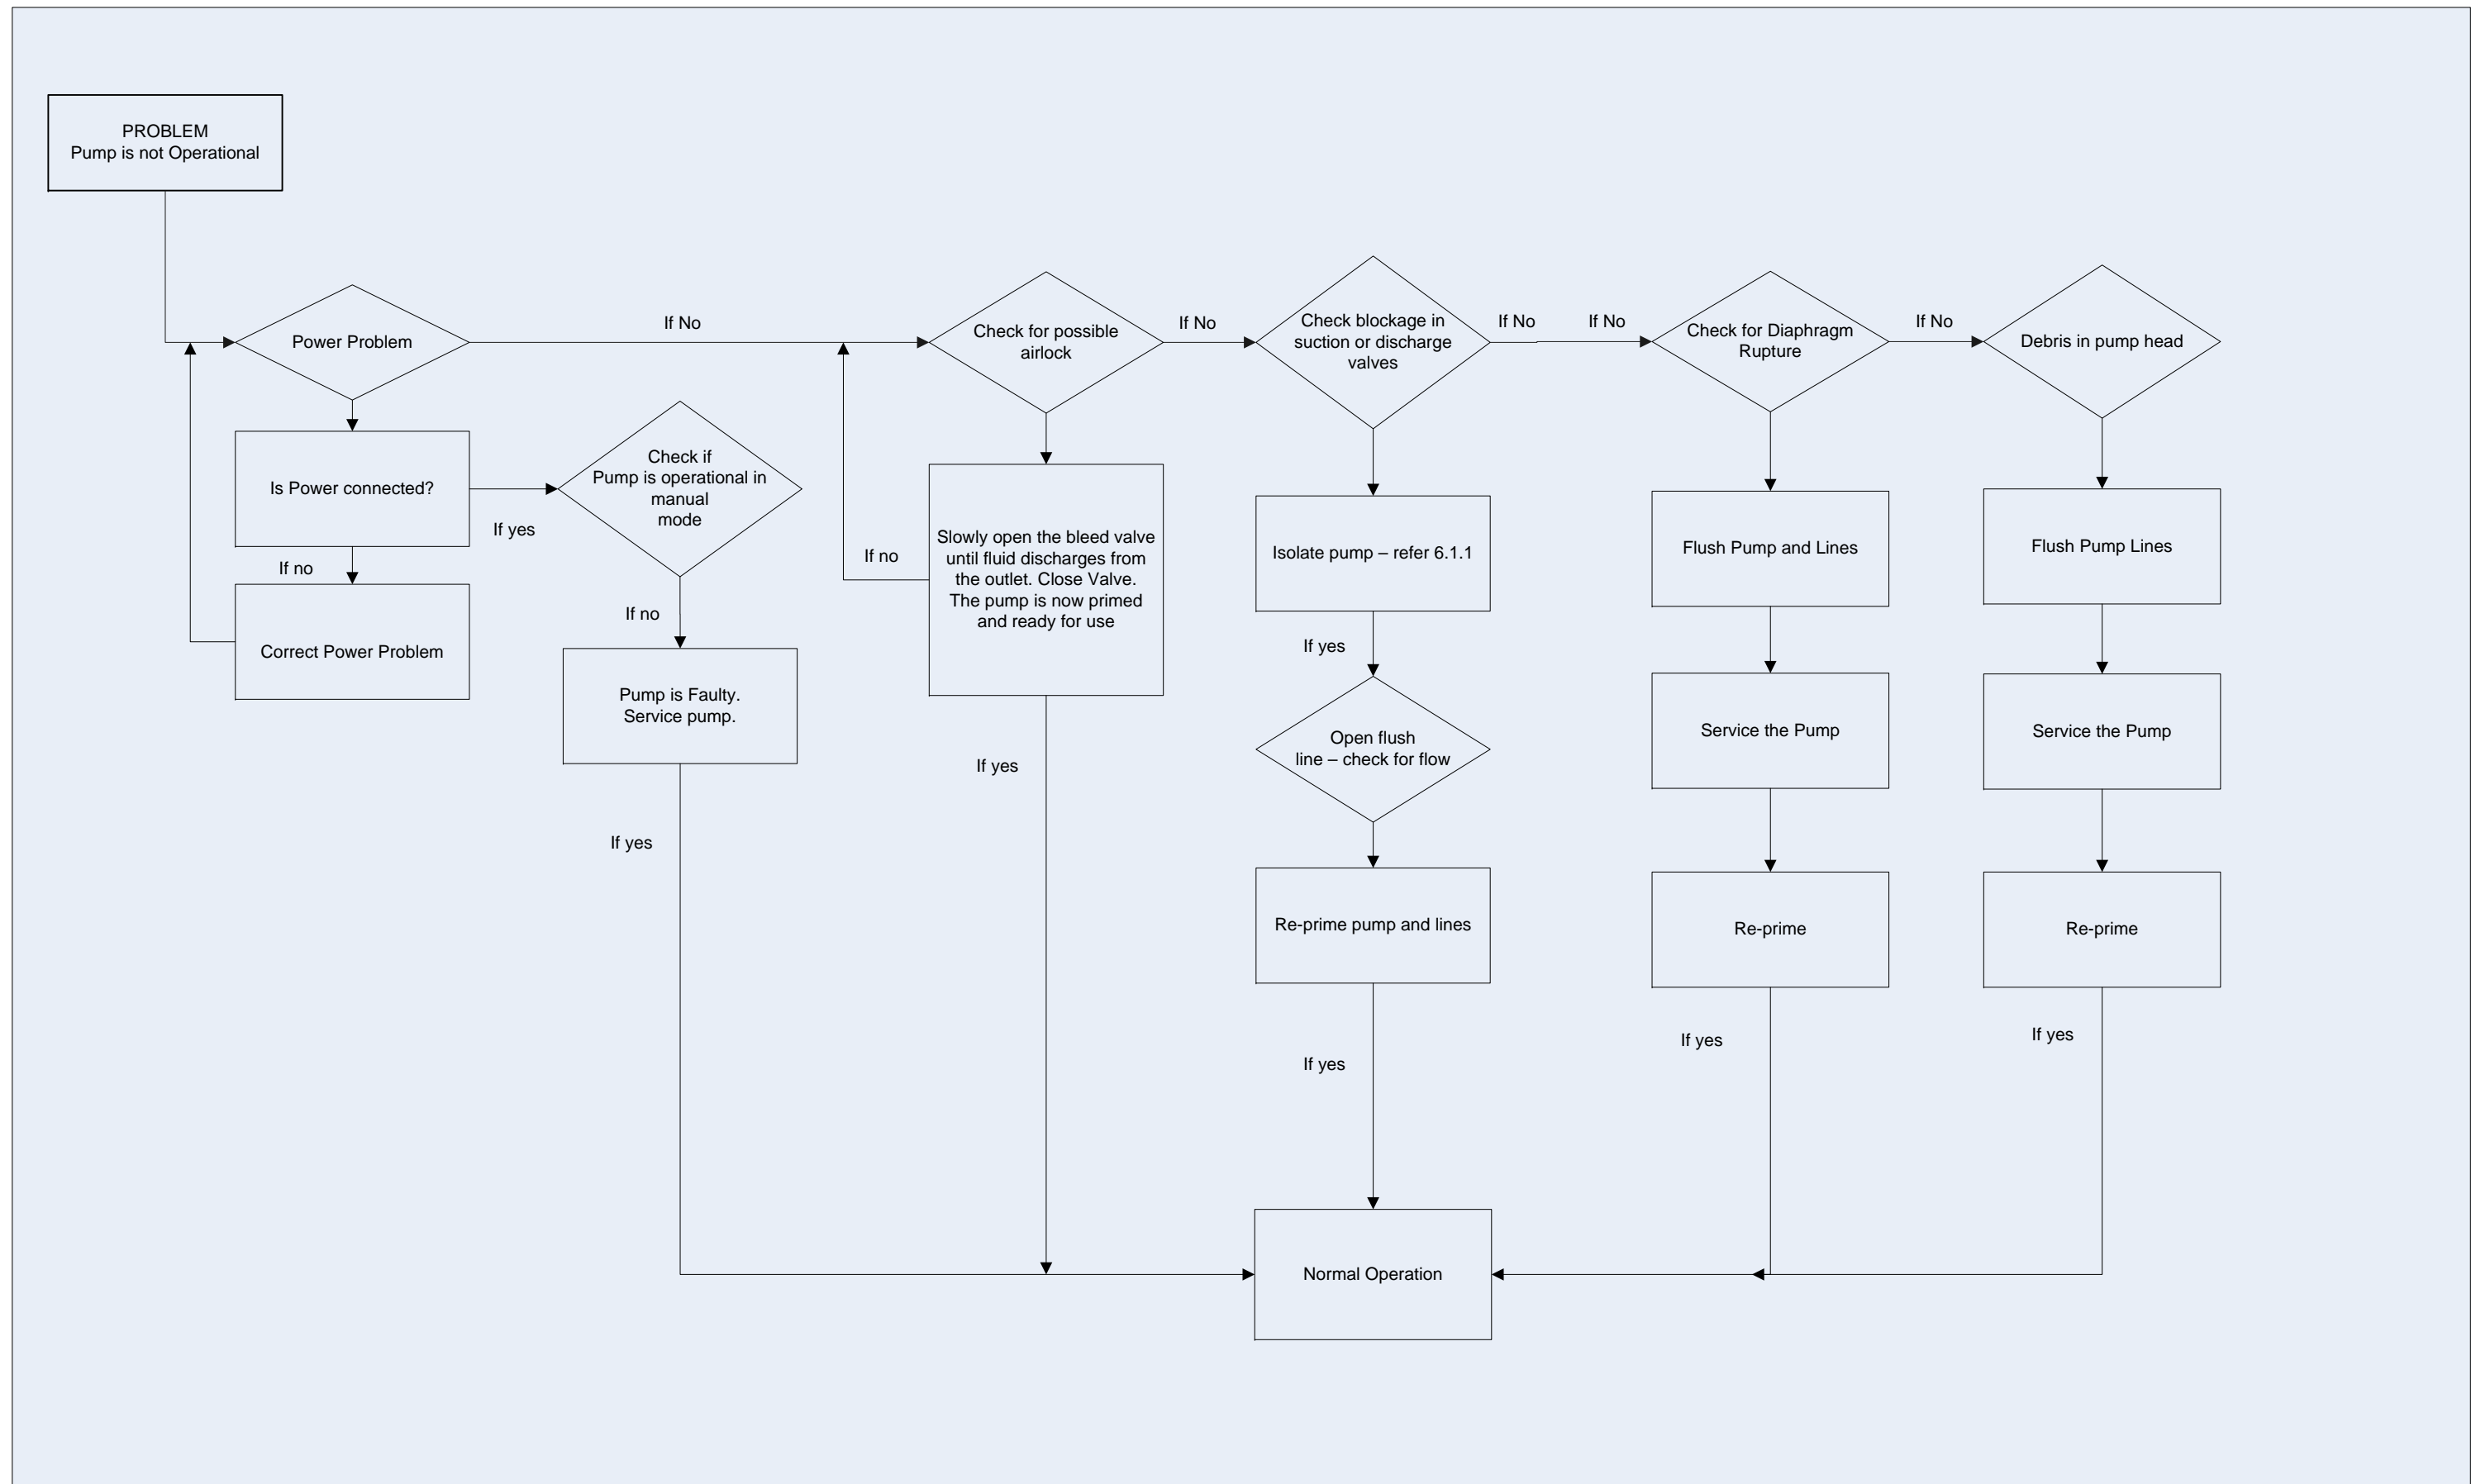 PROBLEM
Pump is not Operational
Power Problem
If No
Check for possible
airlock
If No
Check blockage in
suction or discharge
valves
If No
If No
Check for Diaphragm
Rupture
If No
Debris in pump head
Is Power connected?
If yes
Check if
Pump is operational in
manual
mode
If no
Correct Power Problem
If no
Pump is Faulty.
Service pump.
If yes
If no
Slowly open the bleed valve
until fluid discharges from
the outlet. Close Valve.
The pump is now primed
and ready for use
If yes
Isolate pump – refer 6.1.1
If yes
Open flush
line – check for flow
Re-prime pump and lines
If yes
Flush Pump and Lines
Service the Pump
Re-prime
If yes
Flush Pump Lines
Service the Pump
Re-prime
If yes
Normal Operation